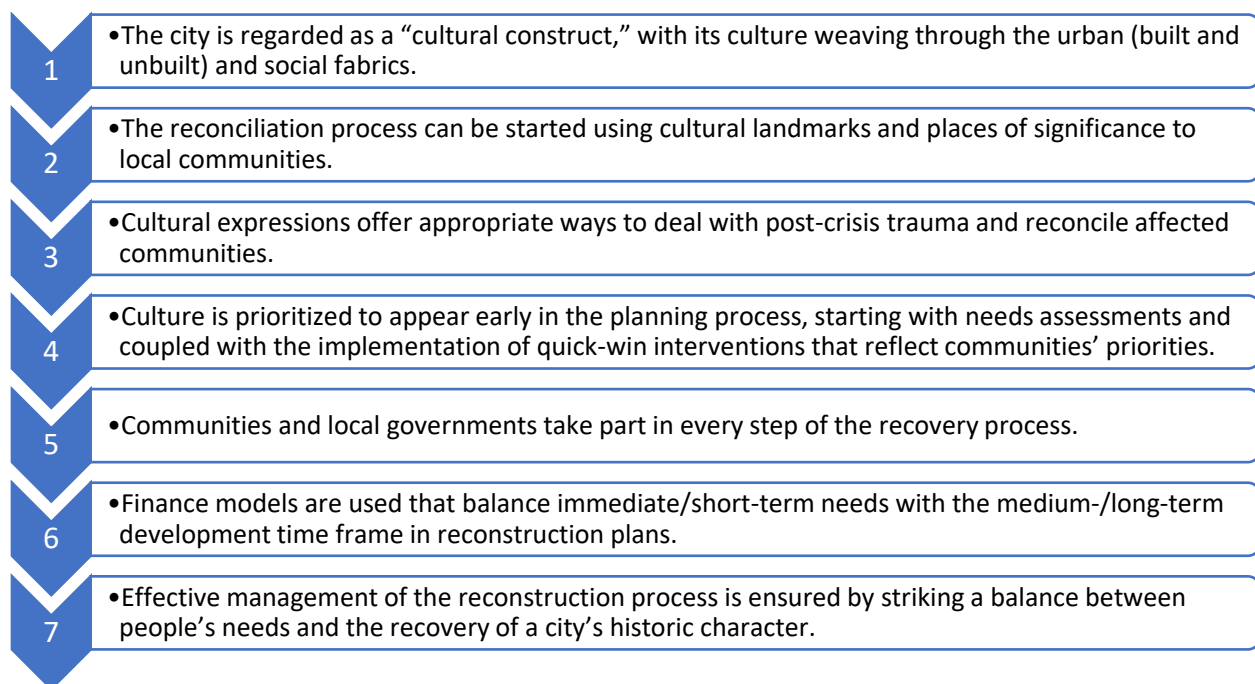 1
•The city is regarded as a “cultural construct,” with its culture weaving through the urban (built and
unbuilt) and social fabrics.
2
•The reconciliation process can be started using cultural landmarks and places of significance to
local communities.
3
•Cultural expressions offer appropriate ways to deal with post-crisis trauma and reconcile affected
communities.
4
•Culture is prioritized to appear early in the planning process, starting with needs assessments and
coupled with the implementation of quick-win interventions that reflect communities’ priorities.
5
•Communities and local governments take part in every step of the recovery process.
6
•Finance models are used that balance immediate/short-term needs with the medium-/long-term
development time frame in reconstruction plans.
7
•Effective management of the reconstruction process is ensured by striking a balance between
people’s needs and the recovery of a city’s historic character.